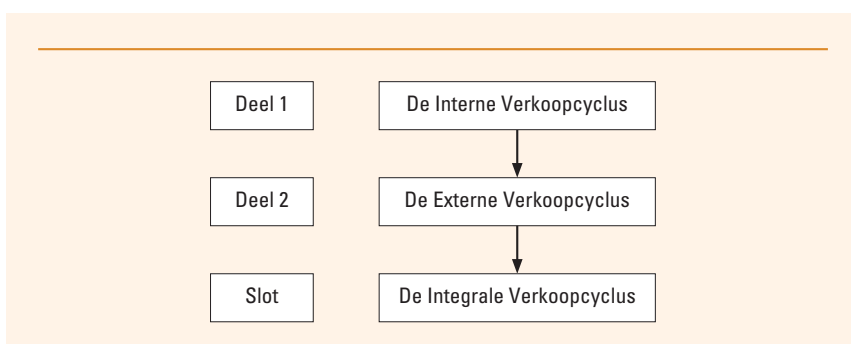 Deel 1
De Interne Verkoopcyclus
Deel 2
De Externe Verkoopcyclus
Slot
De Integrale Verkoopcyclus